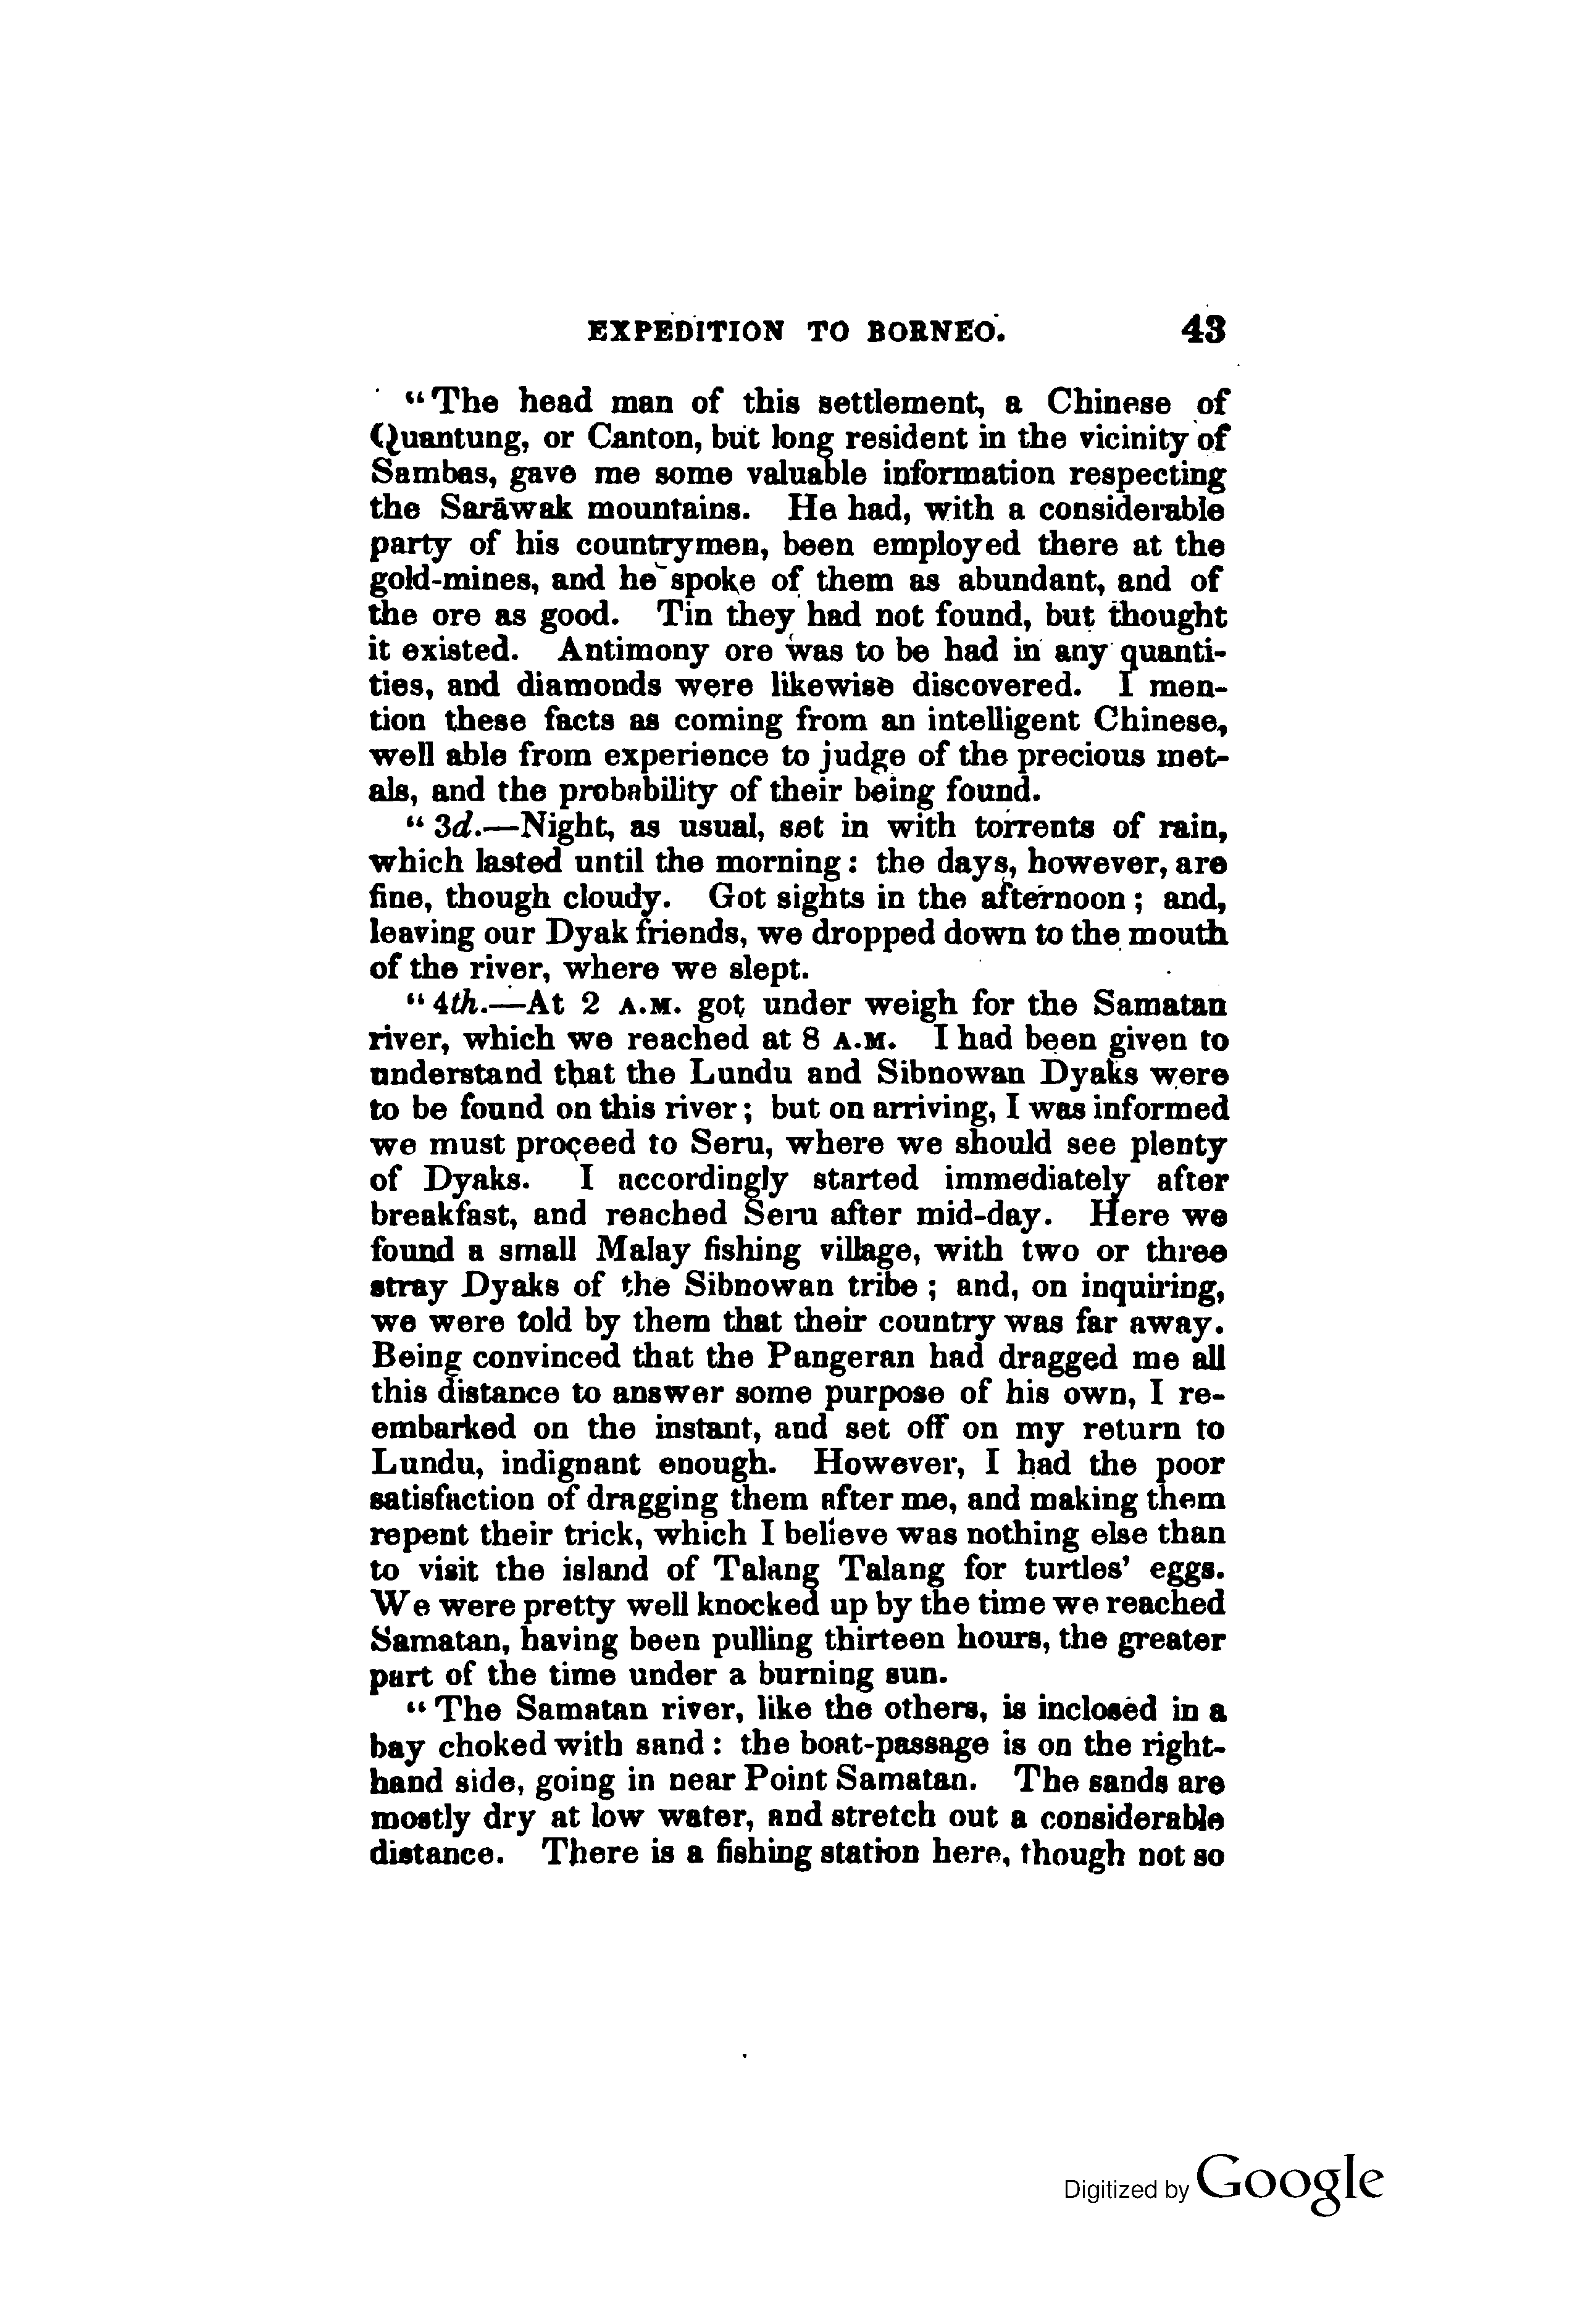 EXPEDITION TO BORNEO. 43
“The head man of this settlement, a Chinese of
Quantung, or Canton, but long resident in the vicinity of
Sambas, gave me some valuable information respecting
the Sarāwak mountains. He had, with a considerable
party of his countrymen, been employed there at the
gold-mines, and he spoke of them as abundant, and of
the ore as good. Tin they had not found, but thought
it existed. Antimony ore was to be had in any quanti-
ties, and diamonds were likewise discovered. I men-
tion these facts as coming from an intelligent Chinese,
well able from experience to judge of the precious met-
als, and the probability of their being found.
“3d.—Night, as usual, set in with torrents of rain,
which lasted until the morning: the days, however, are
fine, though cloudy. Got sights in the afternoon; and,
leaving our Dyak friends, we dropped down to the mouth
of the river, where we slept.
“4th.—At 2 A.M. got under weigh for the Samatan
river, which we reached at 8 A.M. I had been given to
understand that the Lundu and Sibnowan Dyaks were
to be found on this river; but on arriving, I was informed
we must proceed to Seru, where we should see plenty
of Dyaks. I accordingly started immediately after
breakfast, and reached Seru after mid-day. Here we
found a small Malay fishing village, with two or three
stray Dyaks of the Sibnowan tribe; and, on inquiring,
we were told by them that their country was far away.
Being convinced that the Pangeran had dragged me all
this distance to answer some purpose of his own, I re-
embarked on the instant, and set off on my return to
Lundu, indignant enough. However, I had the poor
satisfaction of dragging them after me, and making them
repent their trick, which I believe was nothing else than
to visit the island of Talang Talang for turtles’ eggs.
We were pretty well knocked up by the time we reached
Samatan, having been pulling thirteen hours, the greater
part of the time under a burning sun.
“The Samatan river, like the others, is inclosed in a
bay choked with sand: the boat-passage is on the right-
hand side, going in near Point Samatan. The sands are
mostly dry at low water, and stretch out a considerable
distance. There is a fishing station here, though not so
Digitized by Google